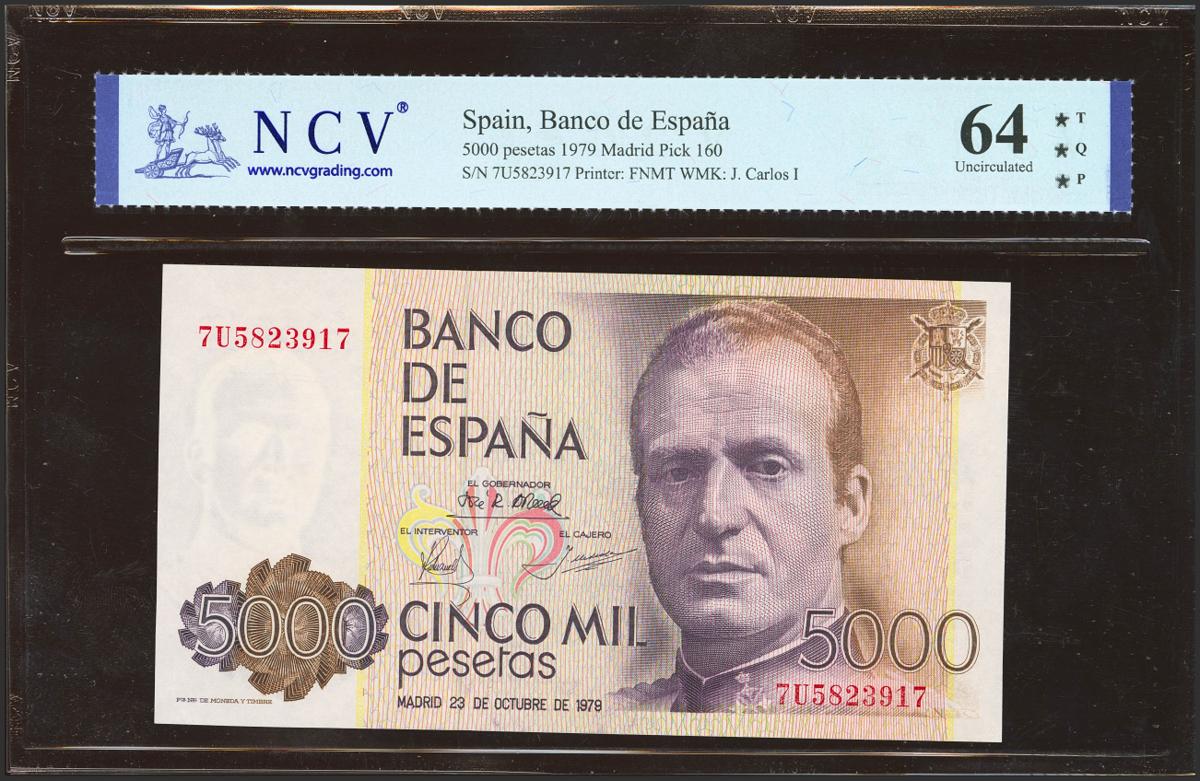 NCV®
www.ncvgrading.com
Spain, Banco de España
5000 pesetas 1979 Madrid Pick 160
S/N 7U5823917 Printer: FNMT WMK: J. Carlos I
64
Uncirculated
★ T
★ Q
★ P
7U5823917
BANCO
DE
ESPAÑA
EL GOBERNADOR
EL INTERVENTOR
EL CAJERO
5000
CINCO MIL
pesetas
5000
DE MONEDA Y TIMBRE
MADRID 23 DE OCTUBRE DE 1979
7U5823917